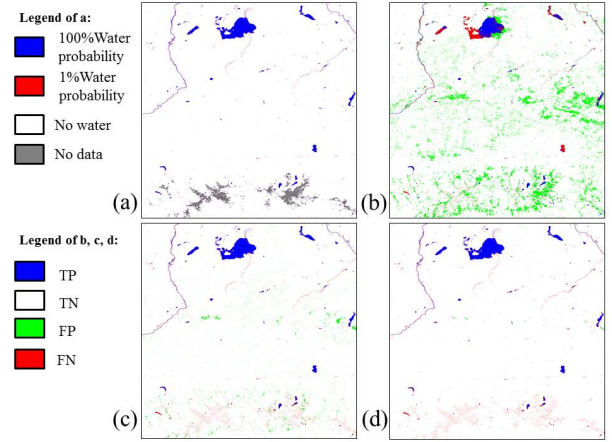 Legend of a:
100%Water
probability
1%Water
probability
No water
No data
(a)
(b)
Legend of b, c, d:
TP
TN
FP
FN
(c)
(d)